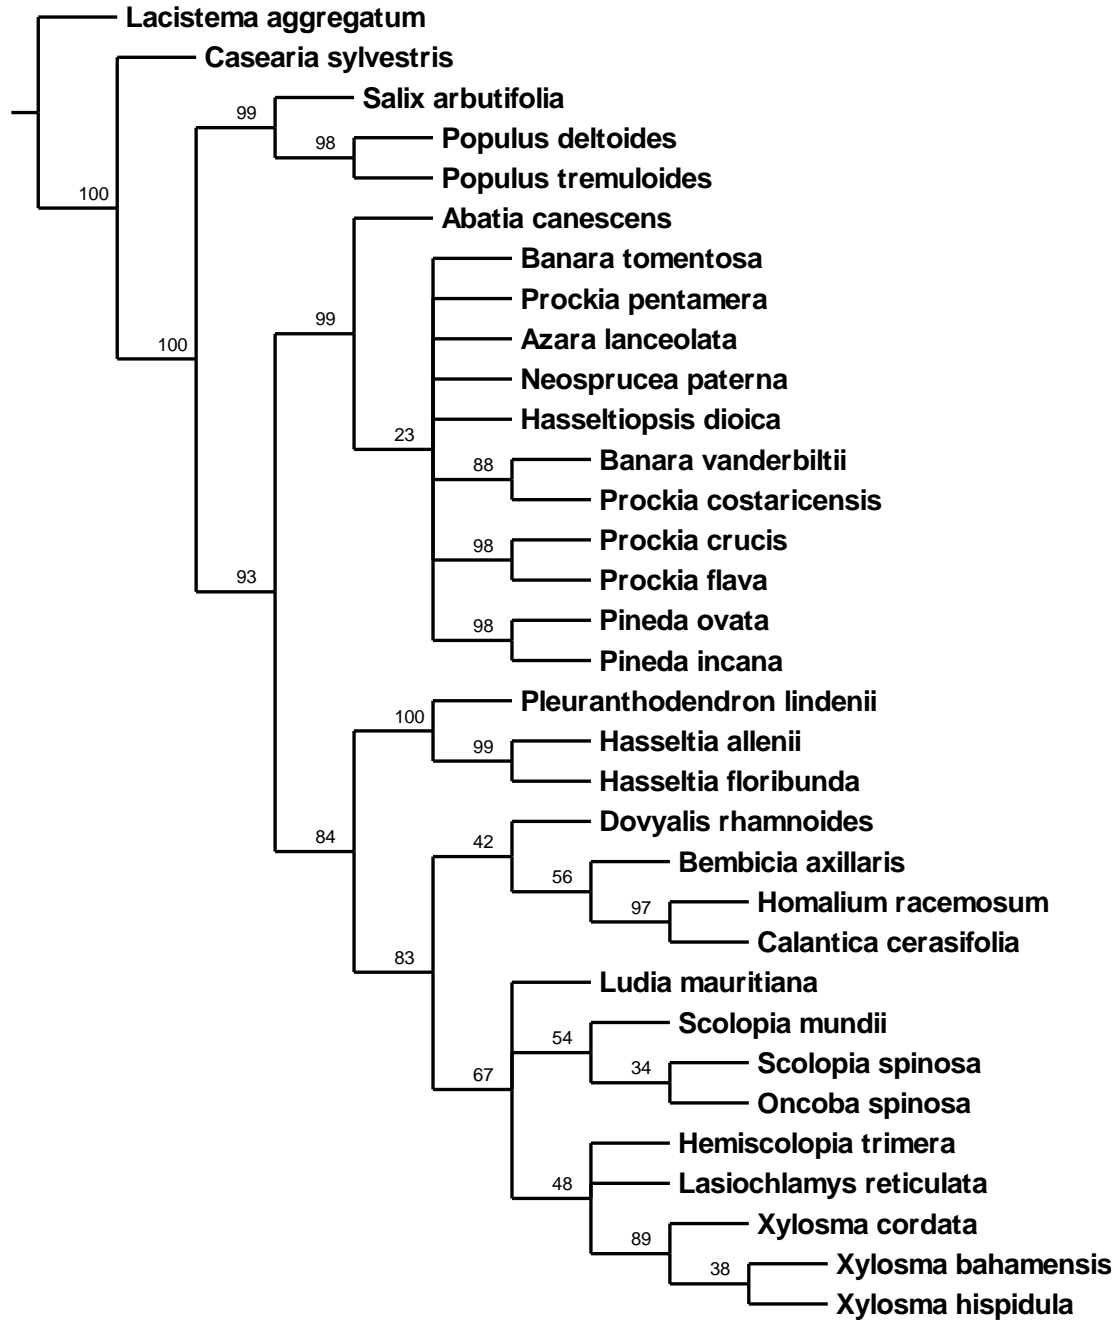 Lacistema aggregatum
Casearia sylvestris
Salix arbutifolia
99
Populus deltoides
98
Populus tremuloides
100
Abatia canescens
Banara tomentosa
Prockia pentamera
99
Azara lanceolata
100
Neosprucea paterna
Hasseltiopsis dioica
23
Banara vanderbiltii
88
Prockia costaricensis
Prockia crucis
98
Prockia flava
93
Pineda ovata
98
Pineda incana
Pleuranthodendron lindenii
100
Hasseltia allenii
99
Hasseltia floribunda
Dovyalis rhamnoides
84
42
Bembicia axillaris
56
Homalium racemosum
97
Calantica cerasifolia
83
Ludia mauritiana
Scolopia mundii
54
Scolopia spinosa
34
67
Oncoba spinosa
Hemiscolopia trimera
48
Lasiochlamys reticulata
Xylosma cordata
89
Xylosma bahamensis
38
Xylosma hispidula